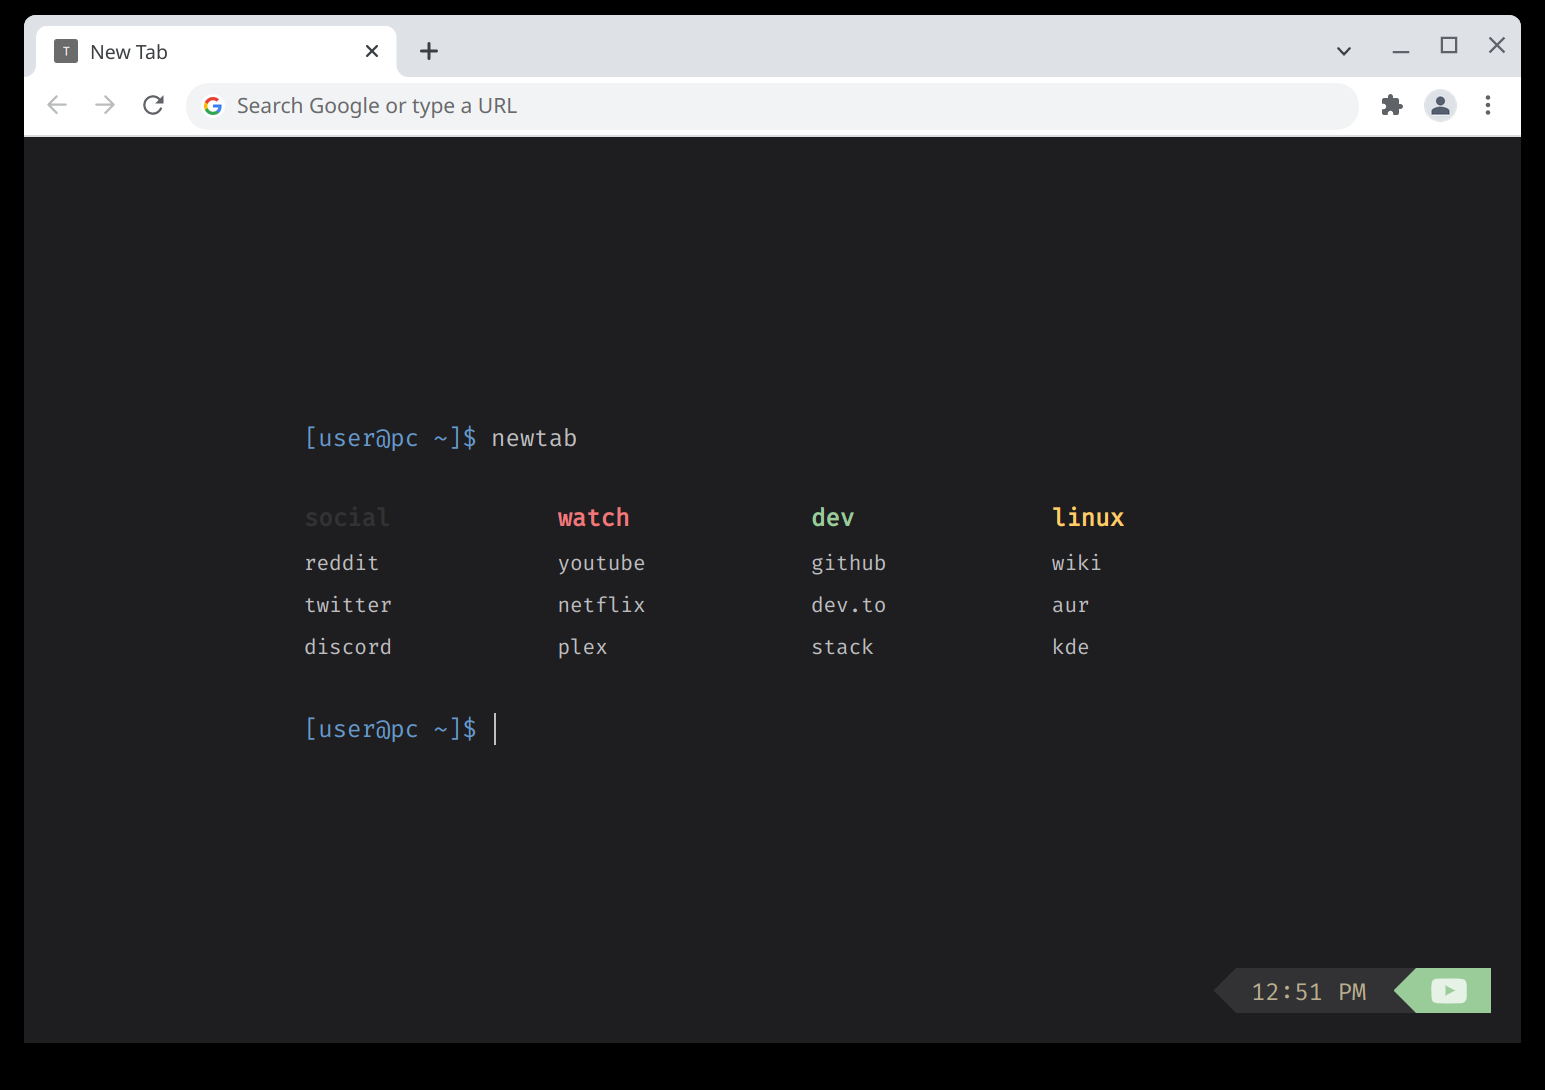 T New Tab
Search Google or type a URL
[user@pc ~]$ newtab
social watch dev linux
reddit youtube github wiki
twitter netflix dev.to aur
discord plex stack kde
[user@pc ~]$
12:51 PM